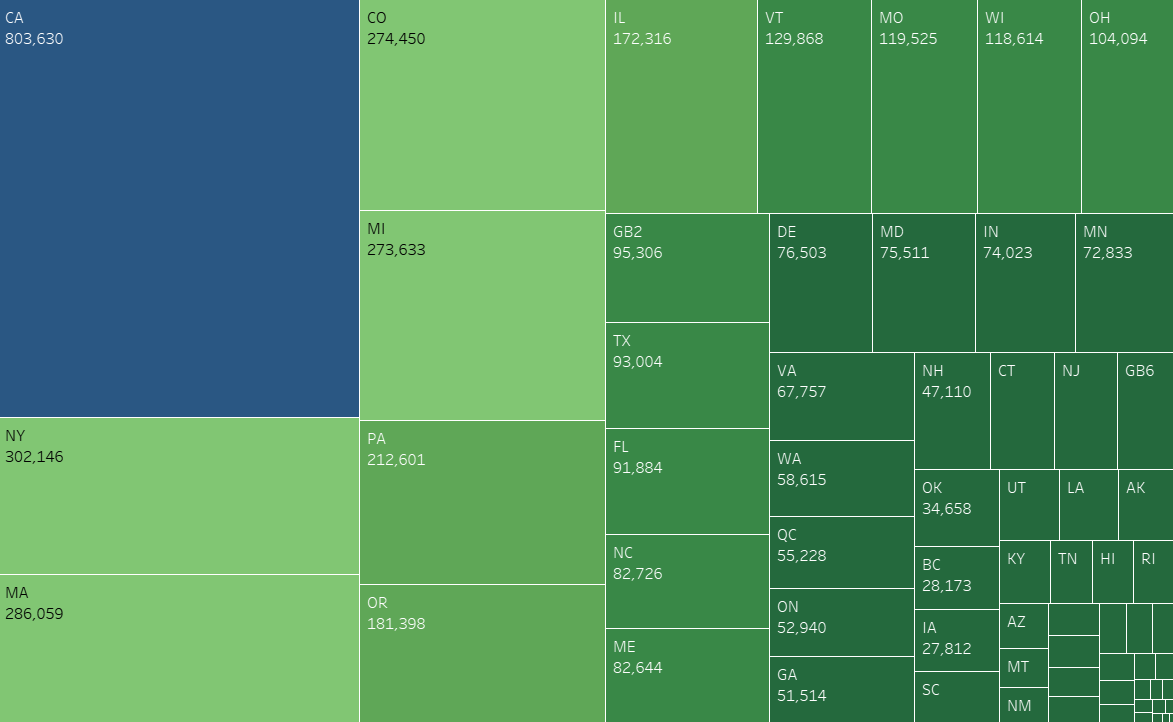 CA
803,630
NY
302,146
MA
286,059
CO
274,450
MI
273,633
PA
212,601
OR
181,398
IL
172,316
VT
129,868
MO
119,525
WI
118,614
OH
104,094
GB2
95,306
TX
93,004
FL
91,884
NC
82,726
ME
82,644
DE
76,503
MD
75,511
IN
74,023
MN
72,833
VA
67,757
WA
58,615
QC
55,228
ON
52,940
GA
51,514
NH
47,110
CT
NJ
GB6
OK
34,658
BC
28,173
IA
27,812
SC
UT
LA
AK
KY
TN
HI
RI
AZ
MT
NM